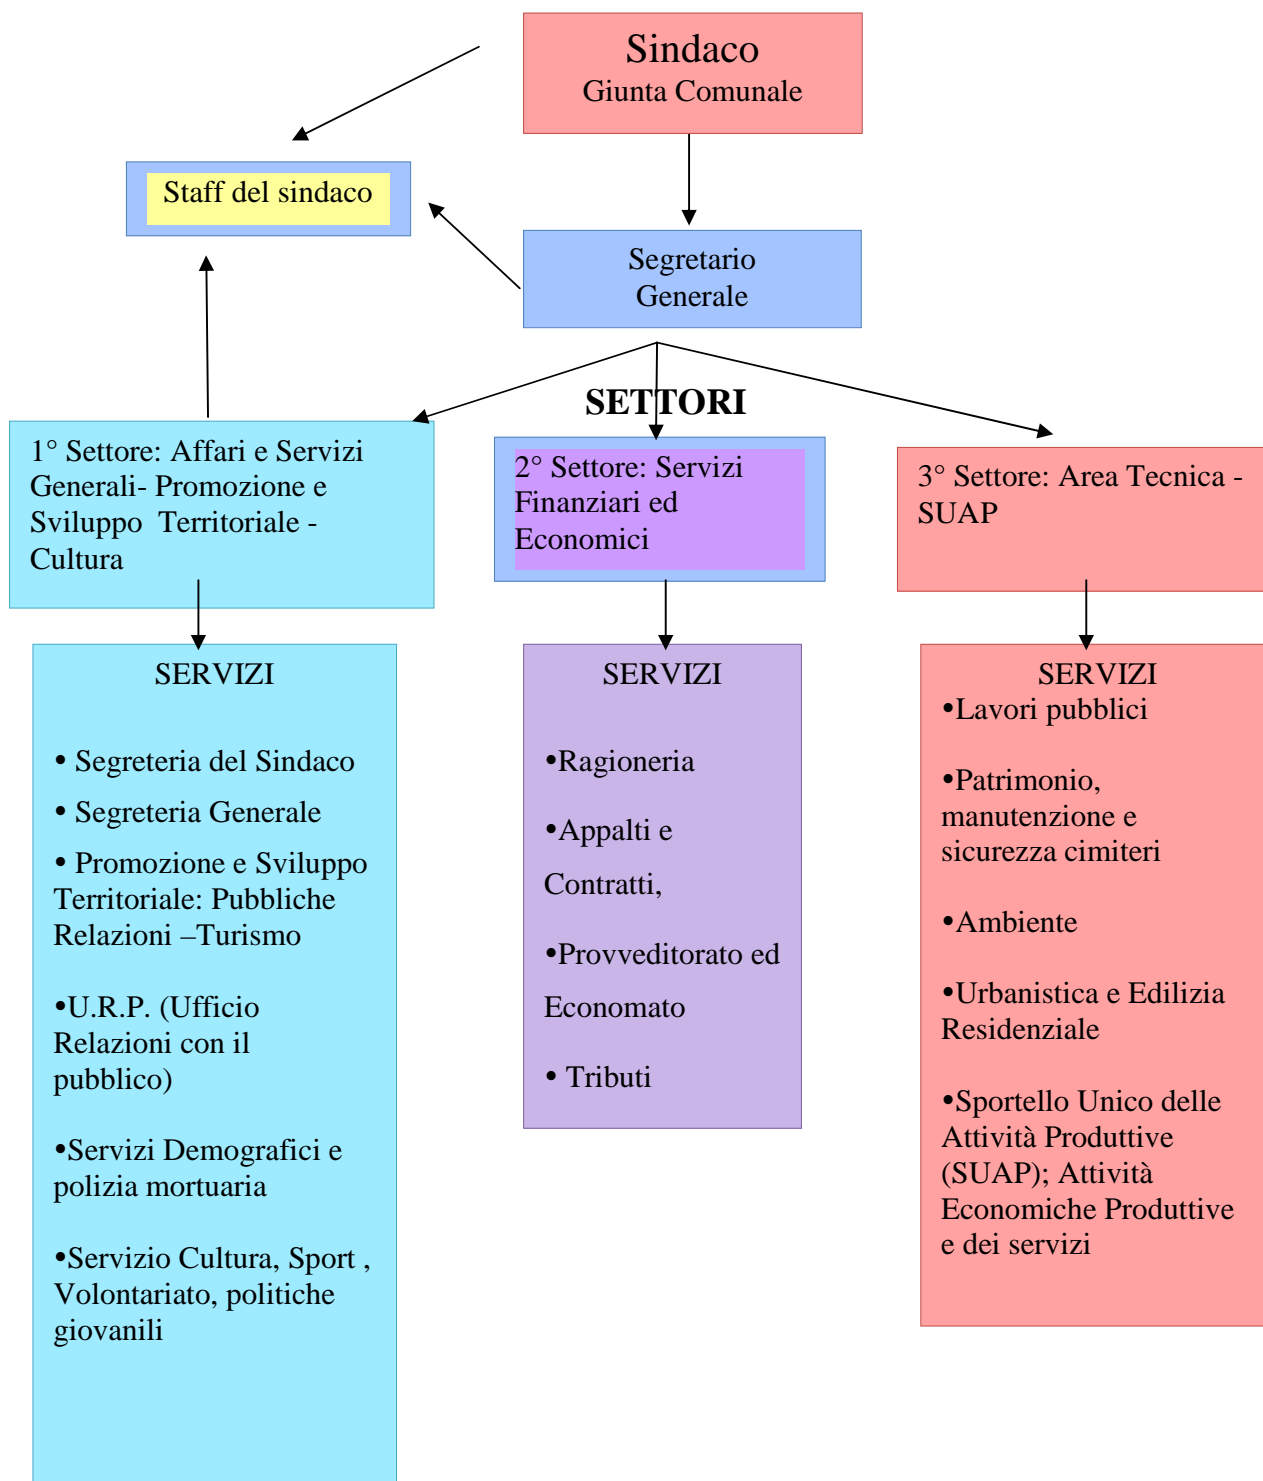 Sindaco
Giunta Comunale
Staff del sindaco
Segretario
Generale
SETTORI
1° Settore: Affari e Servizi
Generali- Promozione e
Sviluppo  Territoriale -
Cultura
2° Settore: Servizi
Finanziari ed
Economici
3° Settore: Area Technica -
SUAP
SERVIZI
• Segreteria del Sindaco
• Segreteria Generale
• Promozione e Sviluppo
Territoriale: Pubbliche
Relazioni –Turismo
•U.R.P. (Ufficio
Relazioni con il
pubblico)
•Servizi Demografici e
polizia mortuaria
•Servizio Cultura, Sport ,
Volontariato, politiche
giovanili
SERVIZI
•Ragioneria
•Appalti e
Contratti,
•Provveditorato ed
Economato
• Tributi
SERVIZI
•Lavori pubblici
•Patrimonio,
manutenzione e
sicurezza cimiteri
•Ambiente
•Urbanistica e Edilizia
Residenziale
•Sportello Unico delle
Attività Produttive
(SUAP); Attività
Economiche Produttive
e dei servizi